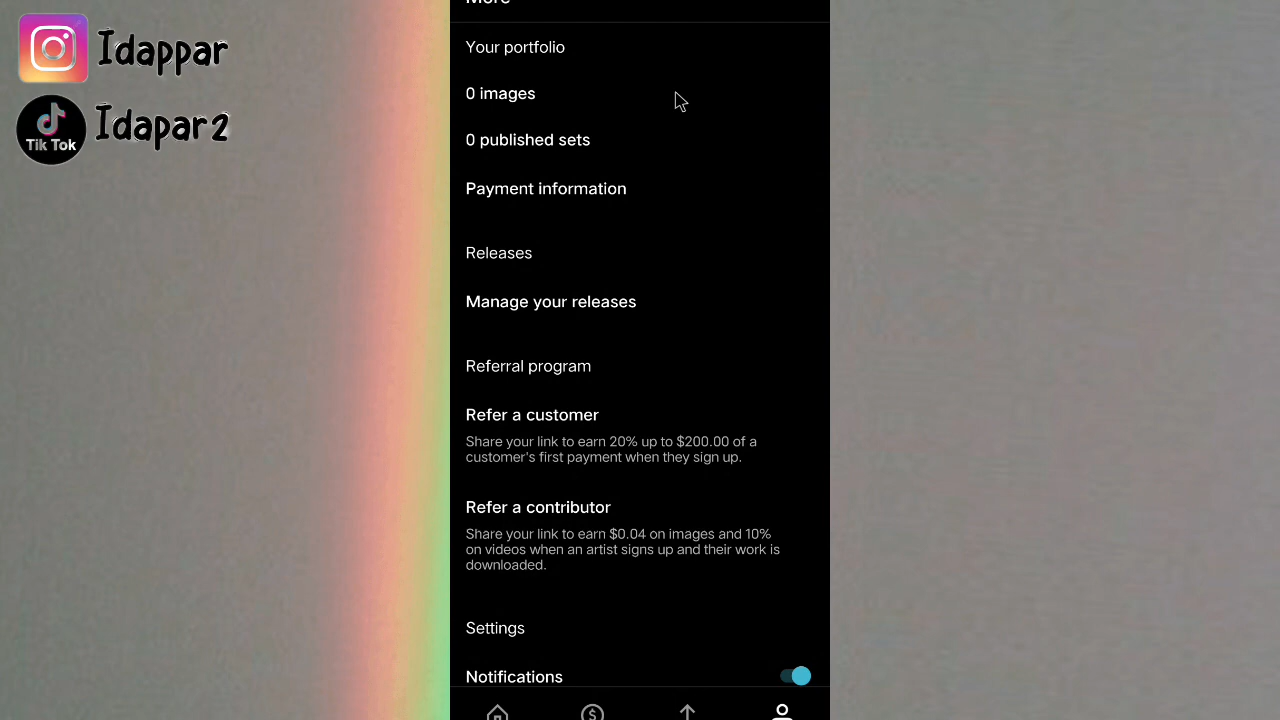 Idappar
Tik Tok
Idapar2
Your portfolio
0 images
0 published sets
Payment information
Releases
Manage your releases
Referral program
Refer a customer
Share your link to earn 20% up to $200.00 of a
customer's first payment when they sign up.
Refer a contributor
Share your link to earn $0.04 on images and 10%
on videos when an artist signs up and their work is
downloaded.
Settings
Notifications